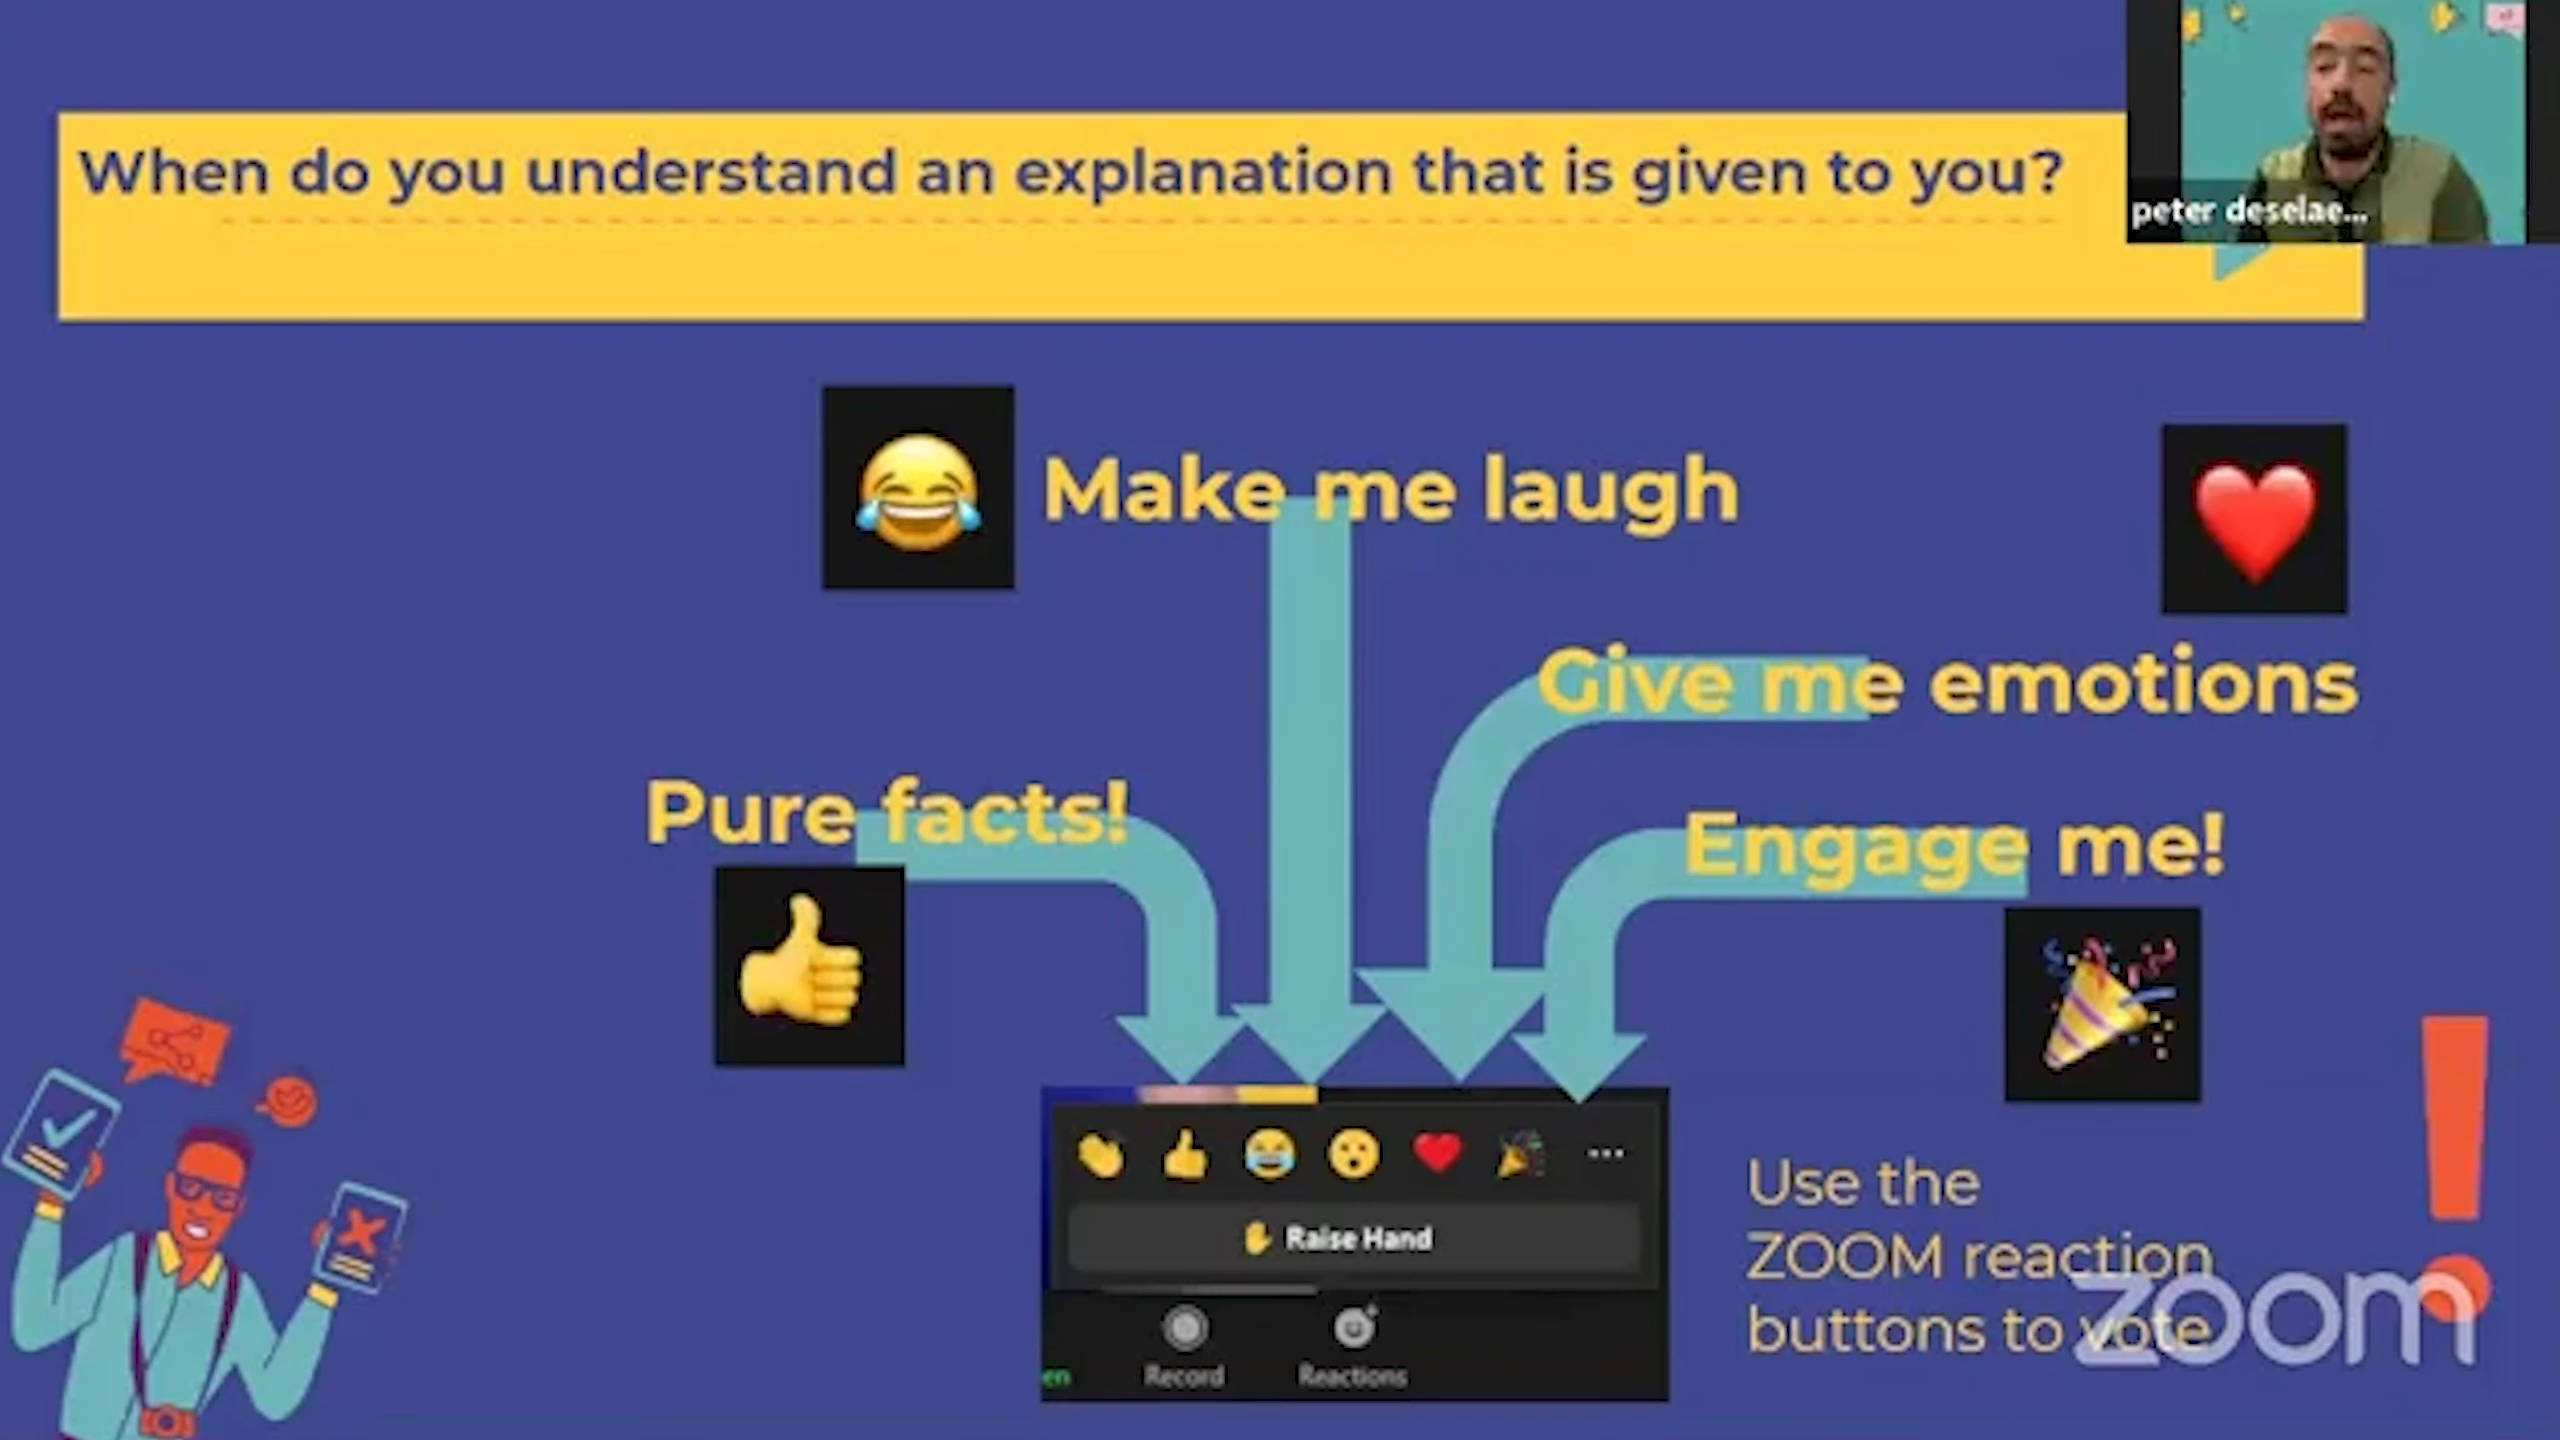 When do you understand an explanation that is given to you?
peter deselae...
Make me laugh
Give me emotions
Pure facts!
Engage me!
Raise Hand
en
Record
Reactions
Use the
ZOOM reaction
buttons to vote
zoom